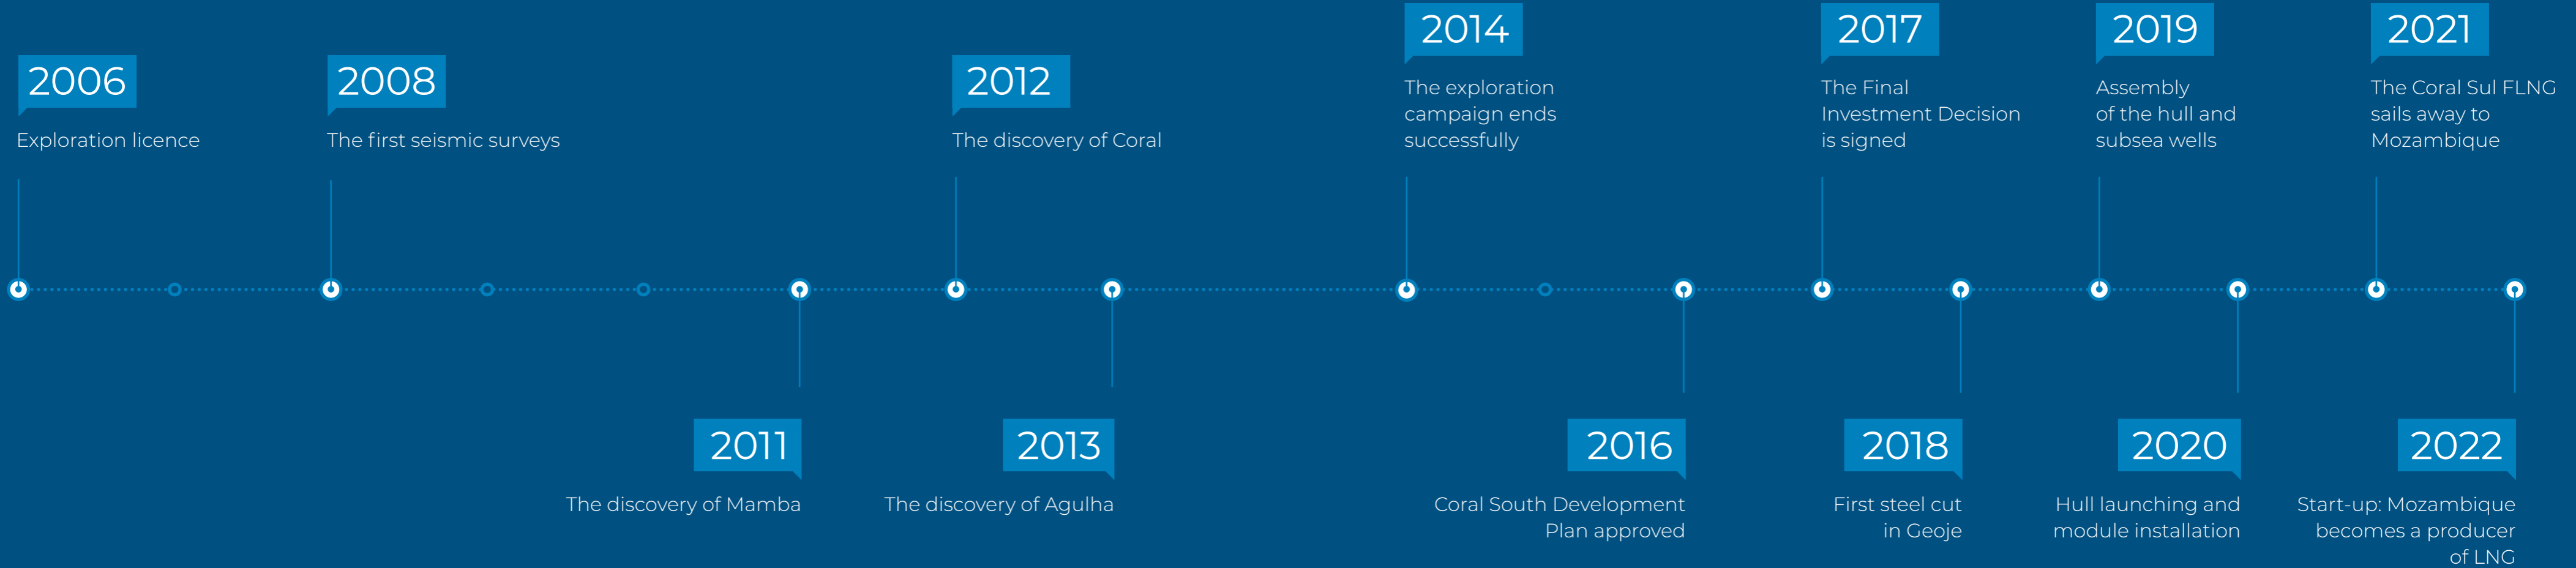 2006
Exploration licence
2008
The first seismic surveys
2011
The discovery of Mamba
2012
The discovery of Coral
2013
The discovery of Agulha
2014
The exploration
campaign ends
successfully
2016
Coral South Development
Plan approved
2017
The Final
Investment Decision
is signed
2018
First steel cut
in Geoje
2019
Assembly
of the hull and
subsea wells
2020
Hull launching and
module installation
2021
The Coral Sul FLNG
sails away to
Mozambique
2022
Start-up: Mozambique
becomes a producer
of LNG